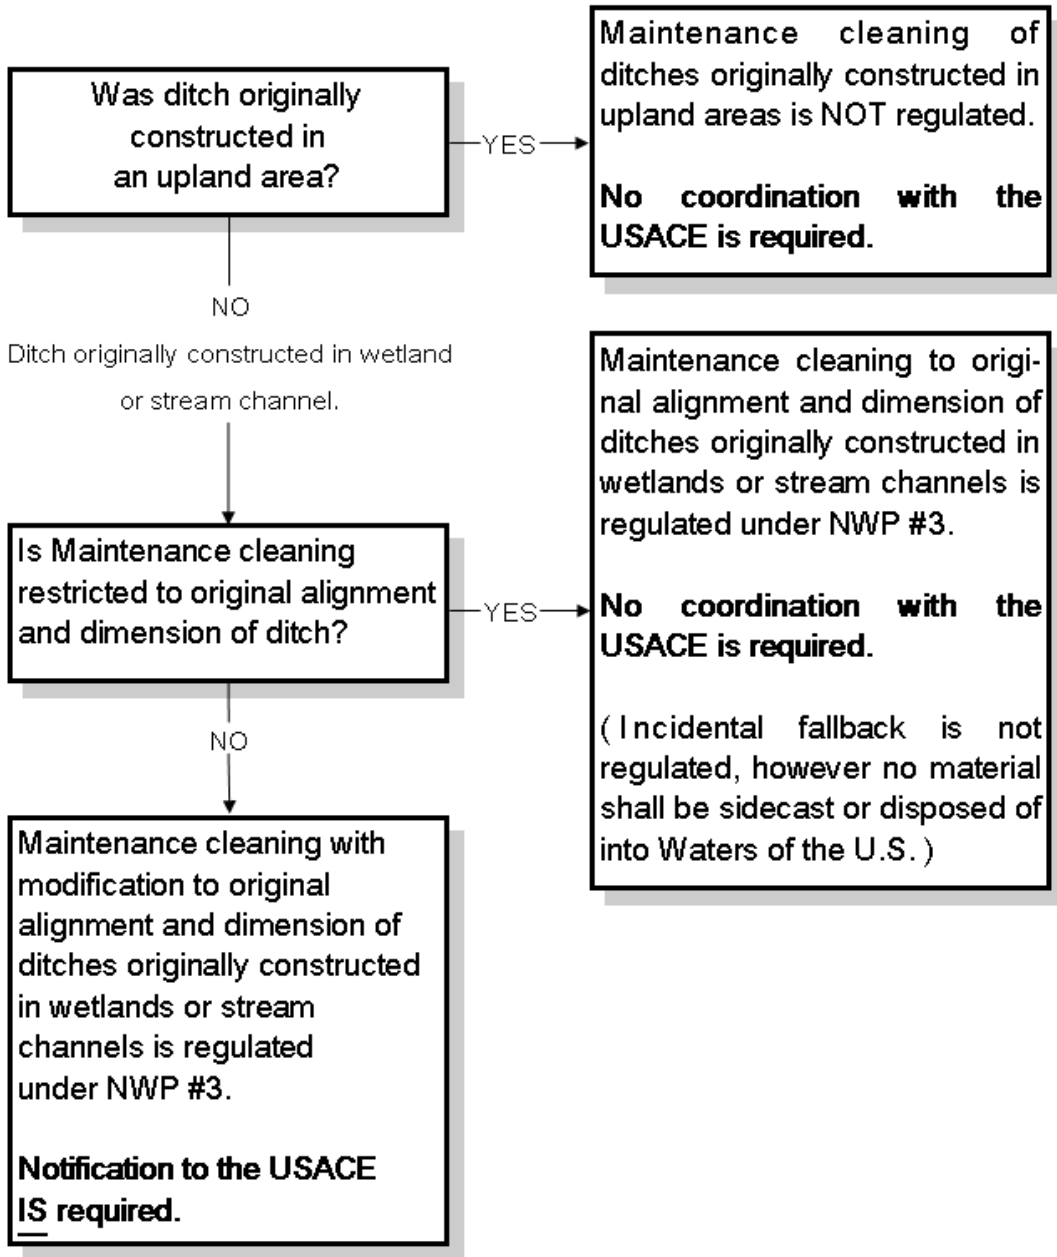 Was ditch originally
constructed in
an upland area?
YES
Maintenance cleaning of
ditches originally constructed in
upland areas is NOT regulated.
No coordination with the
USACE is required.
NO
Ditch originally constructed in wetland
or stream channel.
Is Maintenance cleaning
restricted to original alignment
and dimension of ditch?
YES
Maintenance cleaning to origi-
nal alignment and dimension of
ditches originally constructed in
wetlands or stream channels is
regulated under NWP #3.
No coordination with the
USACE is required.
(Incidental fallback is not
regulated, however no material
shall be sidecast or disposed of
into Waters of the U.S. )
NO
Maintenance cleaning with
modification to original
alignment and dimension of
ditches originally constructed
in wetlands or stream
channels is regulated
under NWP #3.
Notification to the USACE
IS required.